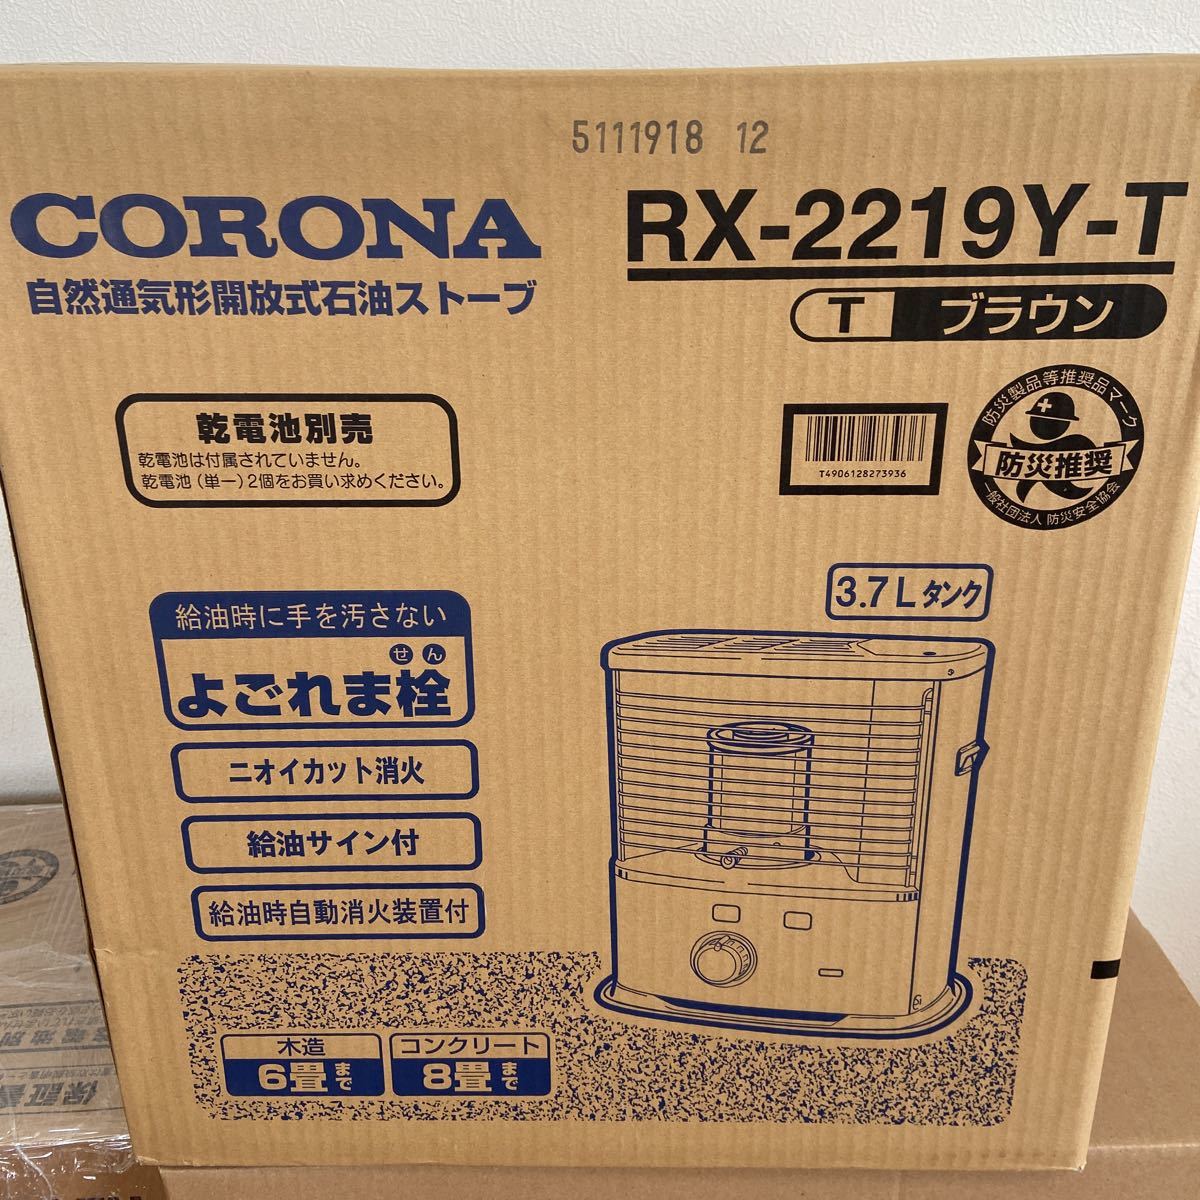 5111918 12
CORONA
RX-2219Y-T
自然通気形開放式石油ストーブ
T ブラウン
乾電池別売
乾電池は付属されていません。
乾電池(単一)2個をお買い求めください。
T4906128273936
防災製品等推奨品マーク
防災推奨
一般社団法人 防災安全協会
3.7Lタンク
給油時に手を汚さない
せん
よごれま栓
ニオイカット消火
給油サイン付
給油時自動消火装置付
木造
6畳まで
コンクリート
8畳まで